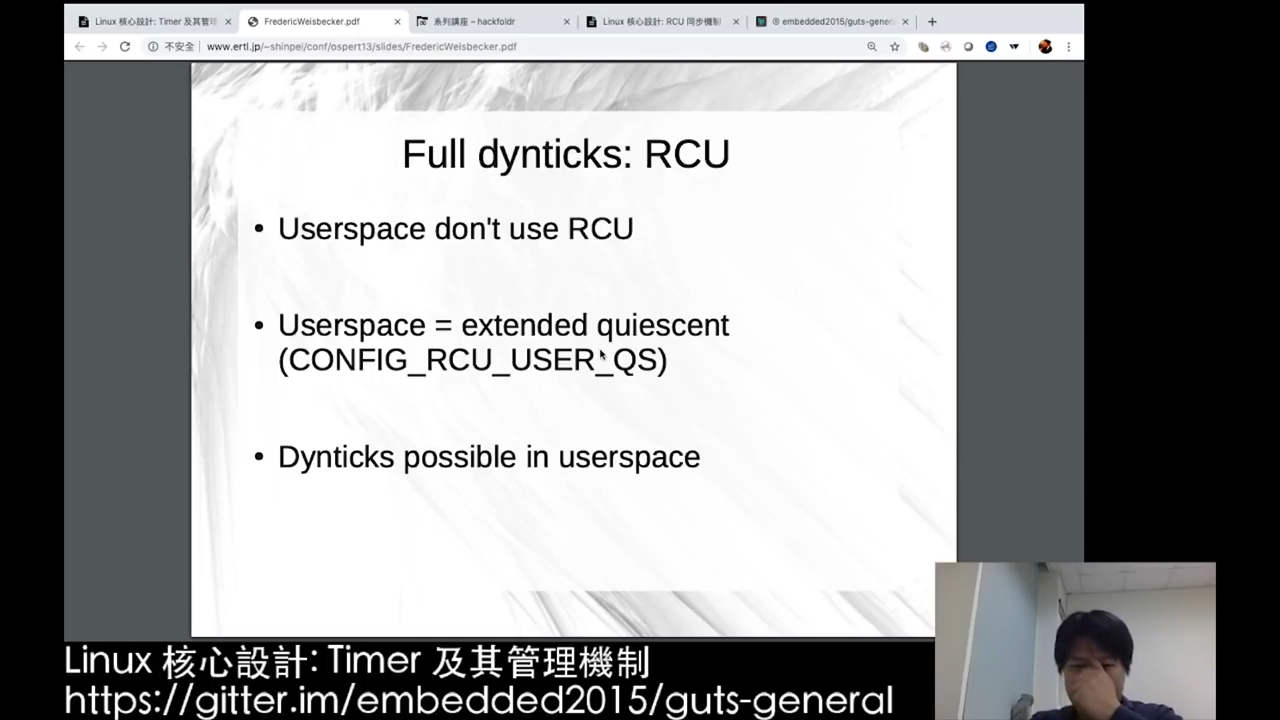 Linux 核心設計: Timer 及其管理
FredericWeisbecker.pdf
系列講座 – hackfoldr
Linux 核心設計: RCU 同步機制
embedded2015/guts-gener
不安全 | www.ertl.jp/~shinpei/conf/ospert13/slides/FredericWeisbecker.pdf
Full dynticks: RCU
• Userspace don't use RCU
• Userspace = extended quiescent
(CONFIG_RCU_USER_QS)
• Dynticks possible in userspace
Linux 核心設計: Timer 及其管理機制
https://gitter.im/embedded2015/guts-general